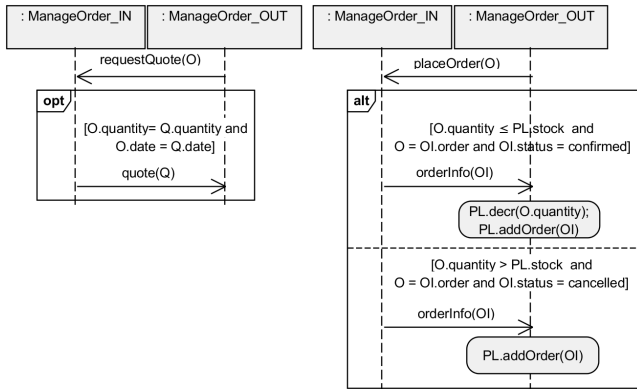 : ManageOrder_IN
: ManageOrder_OUT
requestQuote(O)
opt
[O.quantity= Q.quantity and
O.date = Q.date]
quote(Q)
: ManageOrder_IN
: ManageOrder_OUT
placeOrder(O)
alt
[O.quantity ≤ PL.stock and
O = OI.order and OI.status = confirmed]
orderInfo(OI)
PL.decr(O.quantity);
PL.addOrder(OI)
[O.quantity > PL.stock and
O = OI.order and OI.status = cancelled]
orderInfo(OI)
PL.addOrder(OI)